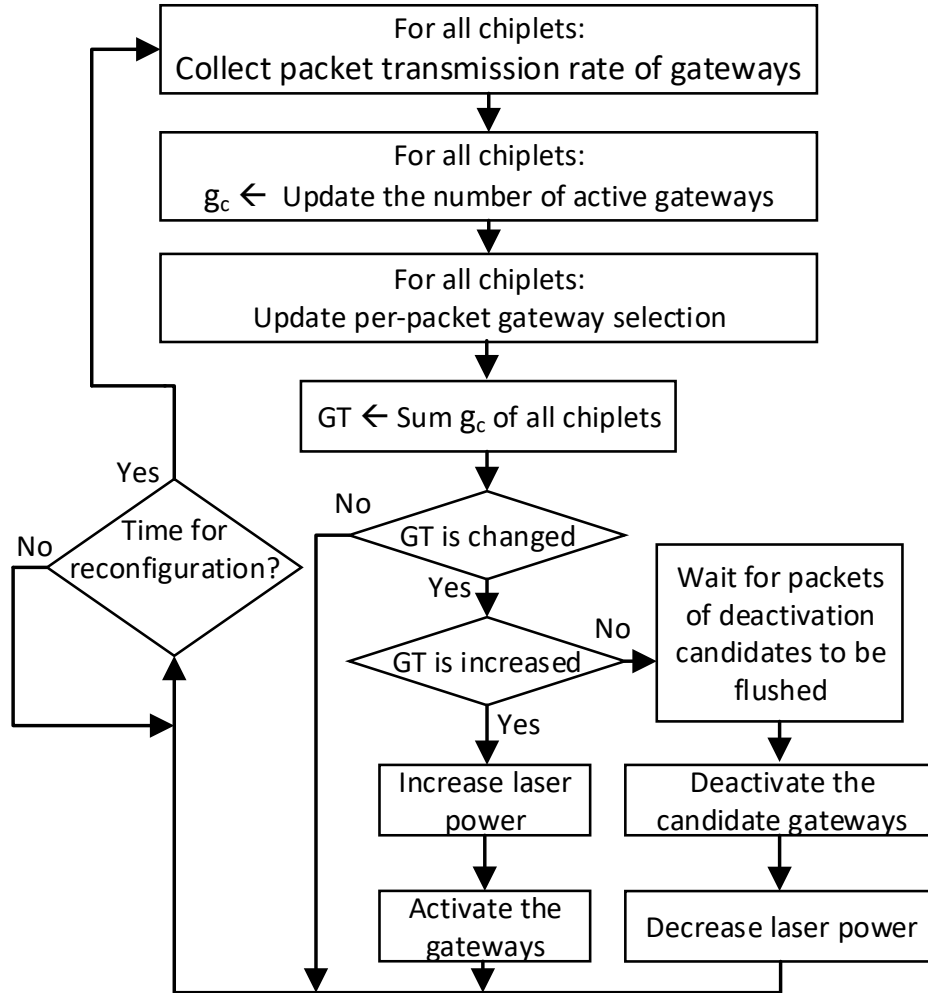 For all chiplets:
Collect packet transmission rate of gateways
For all chiplets:
g_c ← Update the number of active gateways
For all chiplets:
Update per-packet gateway selection
GT ← Sum g_c of all chiplets
Yes
No
Time for
reconfiguration?
No
GT is changed
Yes
Wait for packets
of deactivation
candidates to be
flushed
No
GT is increased
Yes
Increase laser
power
Deactivate the
candidate gateways
Activate the
gateways
Decrease laser power